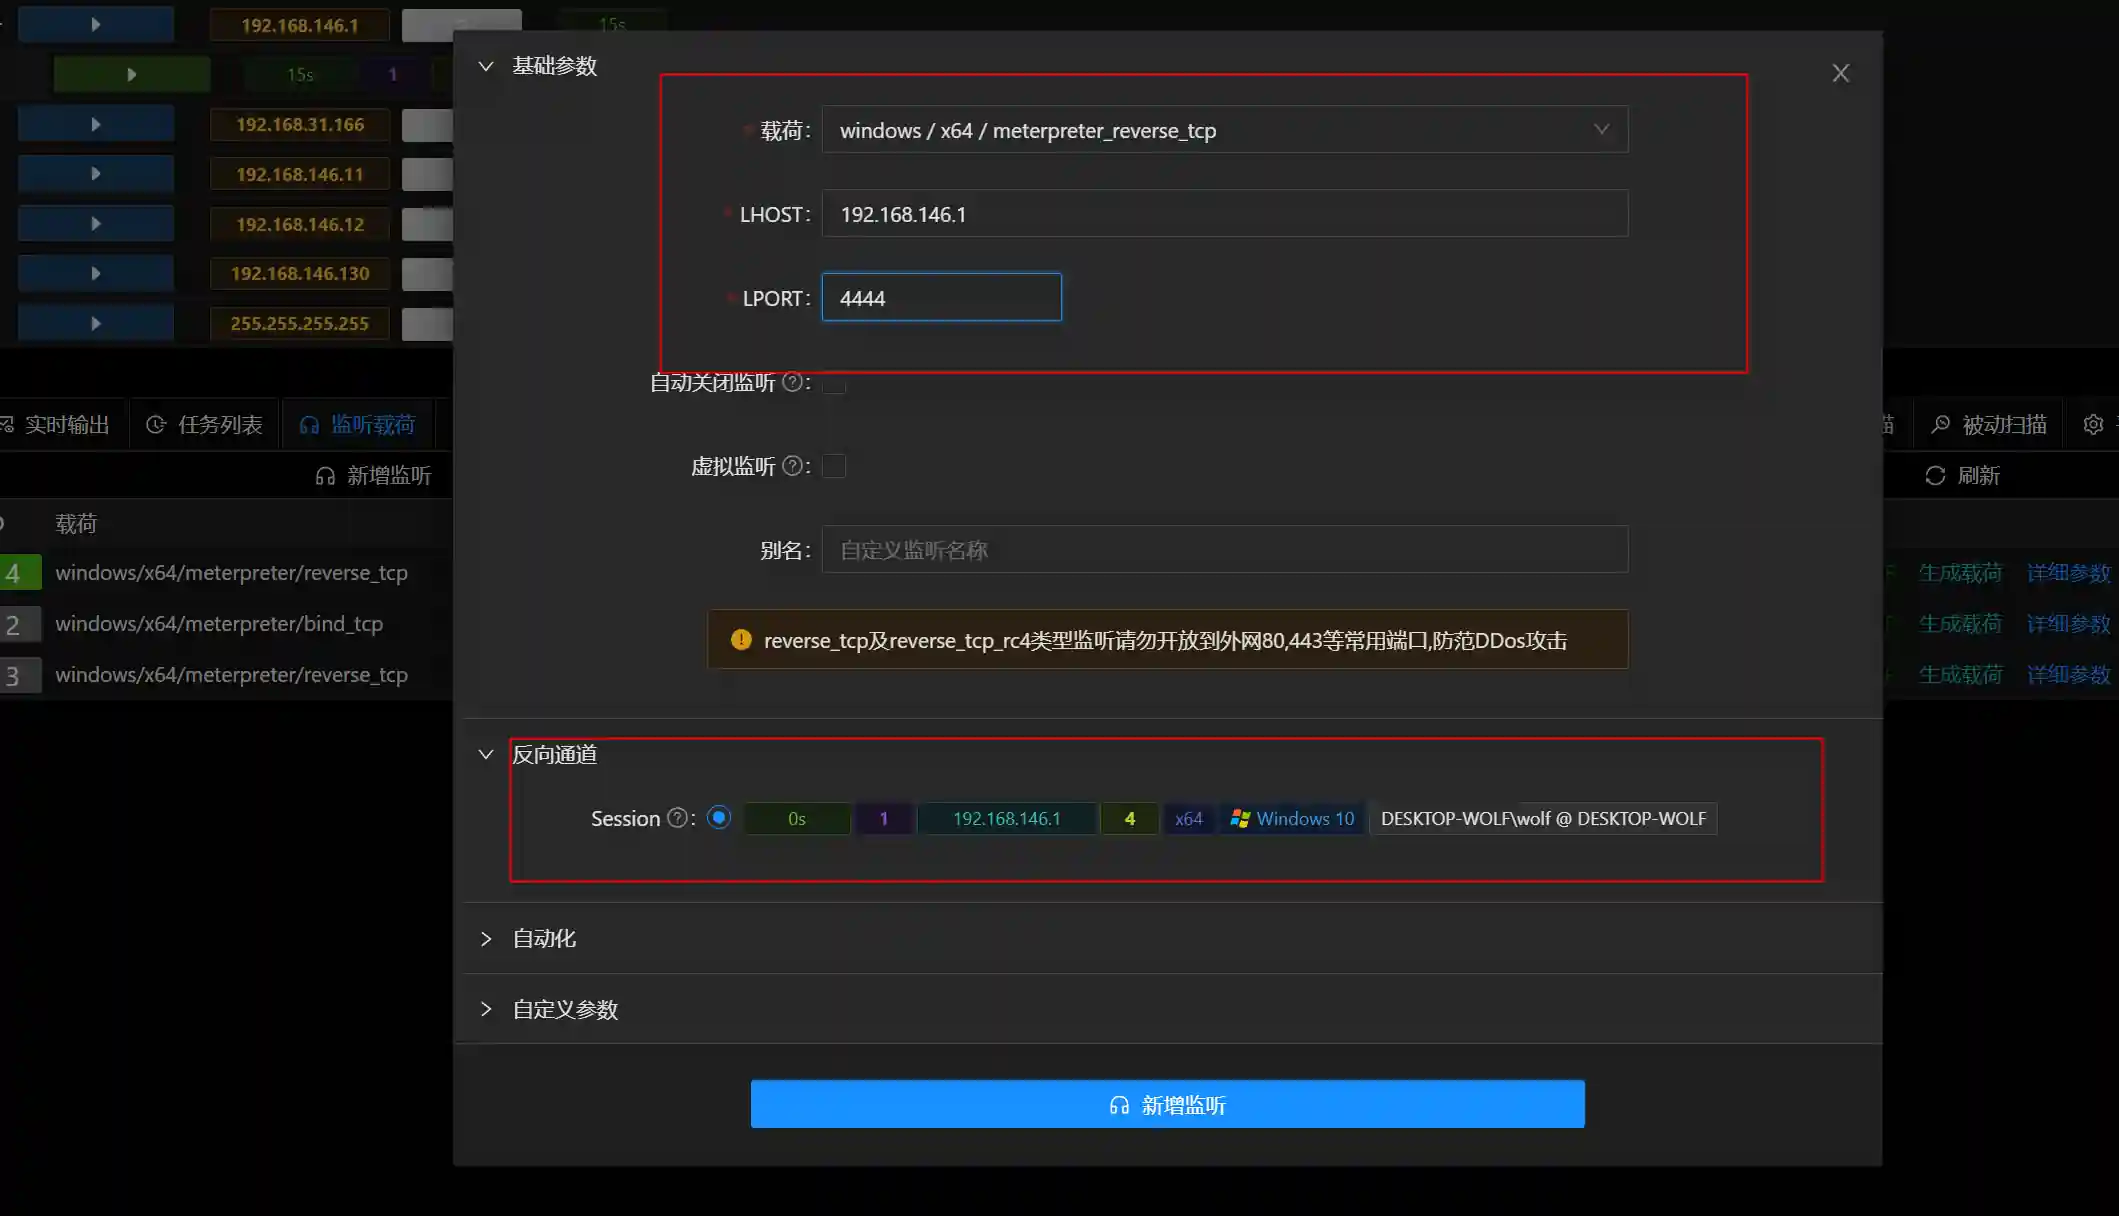 192.168.146.1
15s
15s 1
192.168.31.166
192.168.146.11
192.168.146.12
192.168.146.130
255.255.255.255
实时输出 任务列表 监听载荷
新增监听
载荷
4 windows/x64/meterpreter/reverse_tcp
2 windows/x64/meterpreter/bind_tcp
3 windows/x64/meterpreter/reverse_tcp
基础参数
* 载荷: windows / x64 / meterpreter_reverse_tcp
* LHOST: 192.168.146.1
* LPORT: 4444
自动关闭监听 ? :
虚拟监听 ? :
别名: 自定义监听名称
reverse_tcp及reverse_tcp_rc4类型监听请勿开放到外网80,443等常用端口,防范DDos攻击
反向通道
Session ? : 0s 1 192.168.146.1 4 x64 Windows 10 DESKTOP-WOLF\wolf @ DESKTOP-WOLF
自动化
自定义参数
新增监听
描 被动扫描
刷新
生成载荷 详细参数
生成载荷 详细参数
生成载荷 详细参数